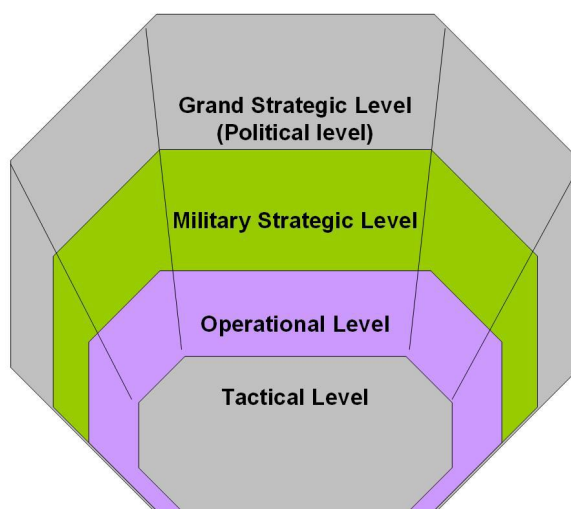 Grand Strategic Level
(Political level)
Military Strategic Level
Operational Level
Tactical Level